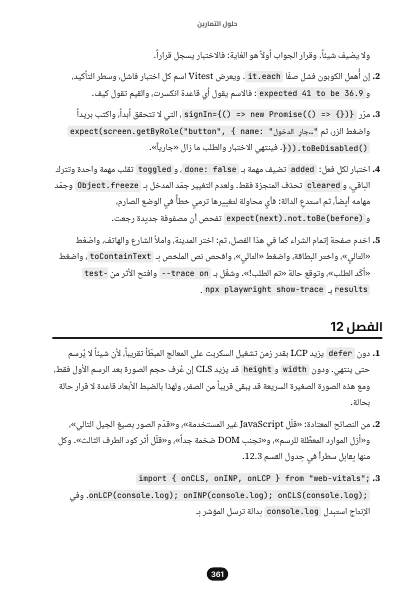 حلول التمارين
ولا يضيف شيئاً. وقرار الجواب أولاً هو الغاية: فالاختبار يسجل قراراً.
2. إن أُهمل الكوبون فشل صفّا it.each. ويعرض Vitest اسم كل اختبار فاشل، وسطر التأكيد،
و expected 41 to be 36.9: فالاسم يقول أي قاعدة انكسرت، والقيم تقول كيف.
3. مرّر signIn={() => new Promise(() => {})}، التي لا تتحقق أبداً، واكتب بريداً
واضغط الزر، ثم expect(screen.getByRole("button", { name: "جارٍ الدخول…"
})).toBeDisabled(). فينتهي الاختبار والطلب ما زال «جارياً».
4. اختبار لكل فعل: added تضيف مهمة بـ done: false، و toggled تقلب مهمة واحدة وتترك
الباقي، و cleared تحذف المنجزة فقط. ولعدم التغيير جمّد المدخل بـ Object.freeze وجمّد
مهامه أيضاً، ثم استدعِ الدالة: فأي محاولة لتغييرها ترمي خطأً في الوضع الصارم،
و expect(next).not.toBe(before) تفحص أن مصفوفة جديدة رجعت.
5. اخدم صفحة إتمام الشراء كما في هذا الفصل، ثم: اختر المدينة، واملأ الشارع والهاتف، واضغط
«التالي»، واختر البطاقة، واضغط «التالي»، وافحص نص الملخص بـ toContainText، واضغط
«أكّد الطلب»، وتوقع حالة «تم الطلب!». وشغّل بـ --trace on وافتح الأثر من test-
results بـ npx playwright show-trace.
الفصل 12
1. دون defer يزيد LCP بقدر زمن تشغيل السكربت على المعالج المبطّأ تقريباً، لأن شيئاً لا يُرسم
حتى ينتهي. ودون width و height قد يزيد CLS إن عُرف حجم الصورة بعد الرسم الأول فقط،
ومع هذه الصورة الصغيرة السريعة قد يبقى قريباً من الصفر، ولهذا بالضبط الأبعاد قاعدة لا قرار حالة
بحالة.
2. من النصائح المعتادة: «قلّل JavaScript غير المستخدمة»، و«قدّم الصور بصيغ الجيل التالي»،
و«أزل الموارد المعطّلة للرسم»، و«تجنب DOM ضخمة جداً»، و«قلّل أثر كود الطرف الثالث». وكل
منها يقابل سطراً في جدول القسم 12.3.
3. import { onCLS, onINP, onLCP } from "web-vitals";
onLCP(console.log); onINP(console.log); onCLS(console.log);. وفي
الإنتاج استبدل console.log بدالة ترسل المؤشر بـ
361